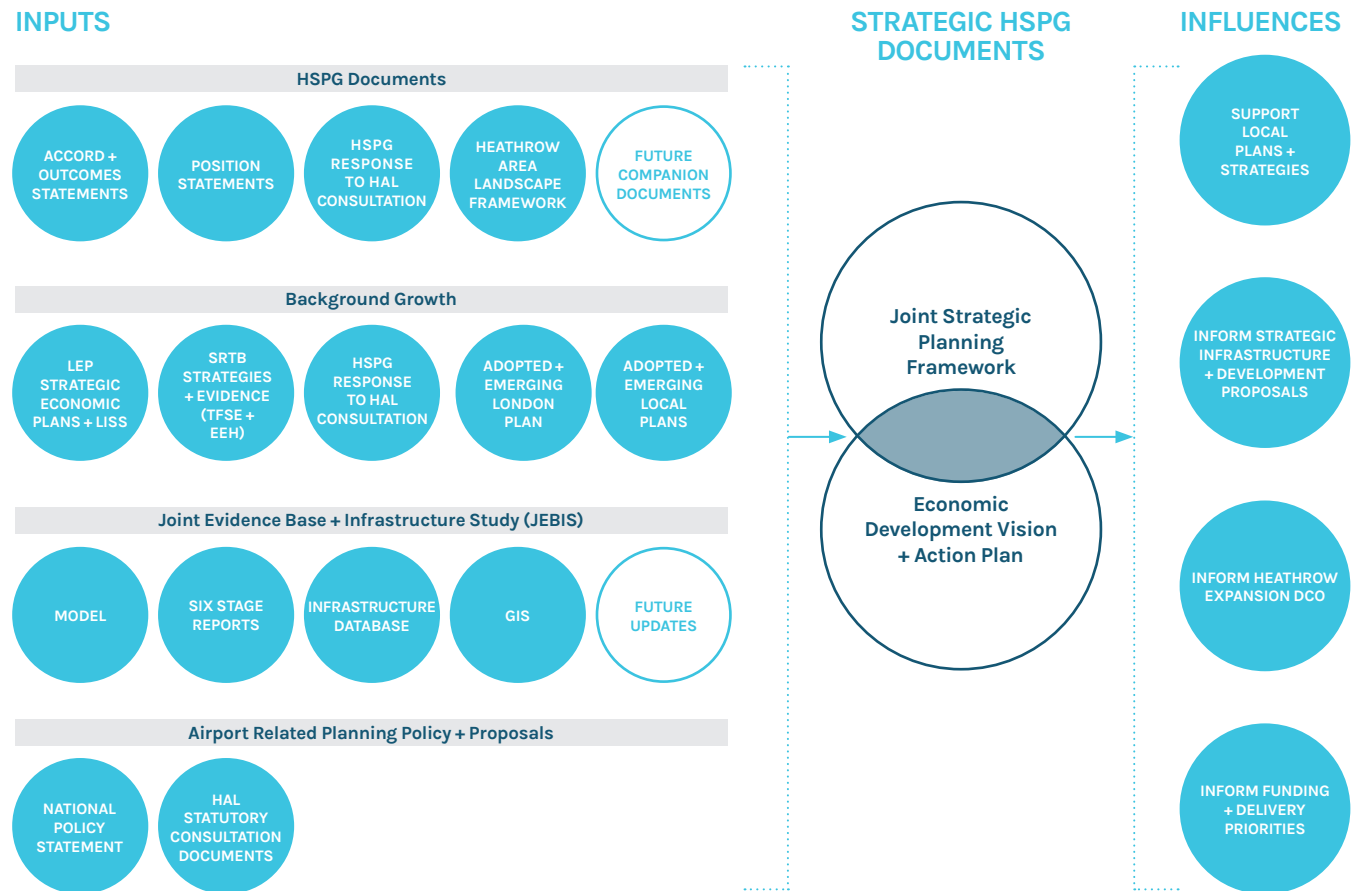 INPUTS
HSPG Documents
ACCORD +
OUTCOMES
STATEMENTS
POSITION
STATEMENTS
HSPG
RESPONSE
TO HAL
CONSULTATION
HEATHROW
AREA
LANDSCAPE
FRAMEWORK
FUTURE
COMPANION
DOCUMENTS
Background Growth
LEP
STRATEGIC
ECONOMIC
PLANS + LISS
SRTB
STRATEGIES
+ EVIDENCE
(TFSE +
EEH)
HSPG
RESPONSE
TO HAL
CONSULTATION
ADOPTED +
EMERGING
LONDON
PLAN
ADOPTED +
EMERGING
LOCAL
PLANS
Joint Evidence Base + Infrastructure Study (JEBIS)
MODEL
SIX STAGE
REPORTS
INFRASTRUCTURE
DATABASE
GIS
FUTURE
UPDATES
Airport Related Planning Policy + Proposals
NATIONAL
POLICY
STATEMENT
HAL
STATUTORY
CONSULTATION
DOCUMENTS
STRATEGIC HSPG
DOCUMENTS
Joint Strategic
Planning
Framework
Economic
Development Vision
+ Action Plan
INFLUENCES
SUPPORT
LOCAL
PLANS +
STRATEGIES
INFORM STRATEGIC
INFRASTRUCTURE
+ DEVELOPMENT
PROPOSALS
INFORM HEATHROW
EXPANSION DCO
INFORM FUNDING
+ DELIVERY
PRIORITIES